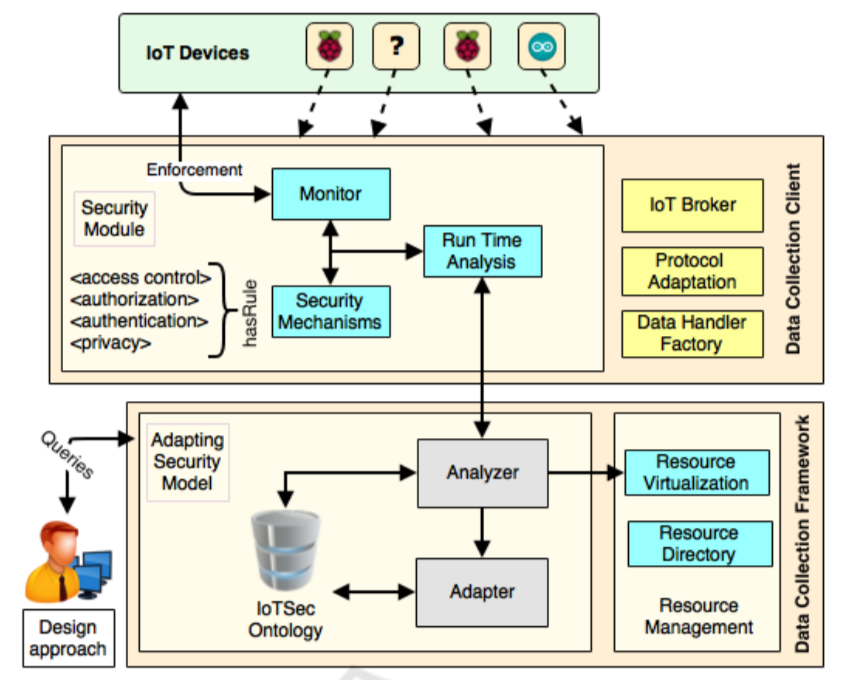 IoT Devices
?
Enforcement
Monitor
Security
Module
Run Time
Analysis
<access control>
<authorization>
<authentication>
<privacy>
hasRule
Security
Mechanisms
IoT Broker
Protocol
Adaptation
Data Handler
Factory
Data Collection Client
Queries
Adapting
Security
Model
Analyzer
Adapter
IoTSec
Ontology
Resource
Virtualization
Resource
Directory
Resource
Management
Data Collection Framework
Design
approach